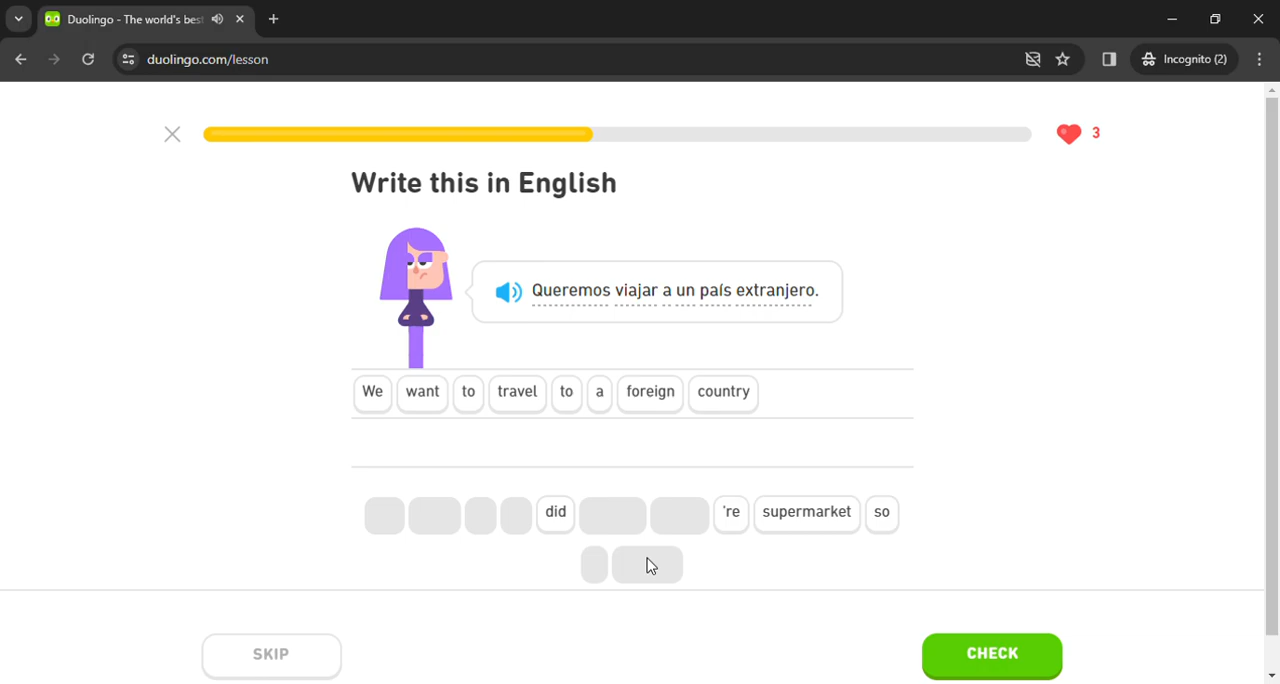 Duolingo - The world's bes
duolingo.com/lesson
Incognito (2)
3
Write this in English
Queremos viajar a un país extranjero.
We want to travel to a foreign country
did 're supermarket so
SKIP CHECK